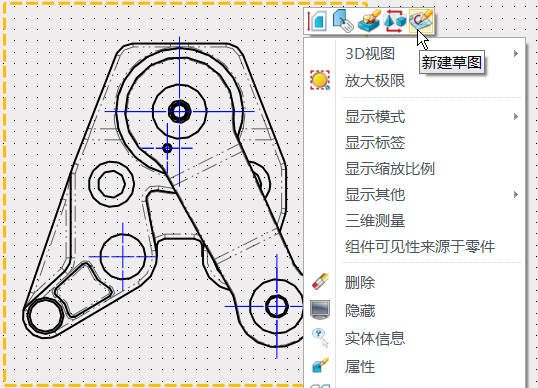 新建草图
3D视图
放大极限
显示模式
显示标签
显示缩放比例
显示其他
三维测量
组件可见性来源于零件
删除
隐藏
实体信息
属性